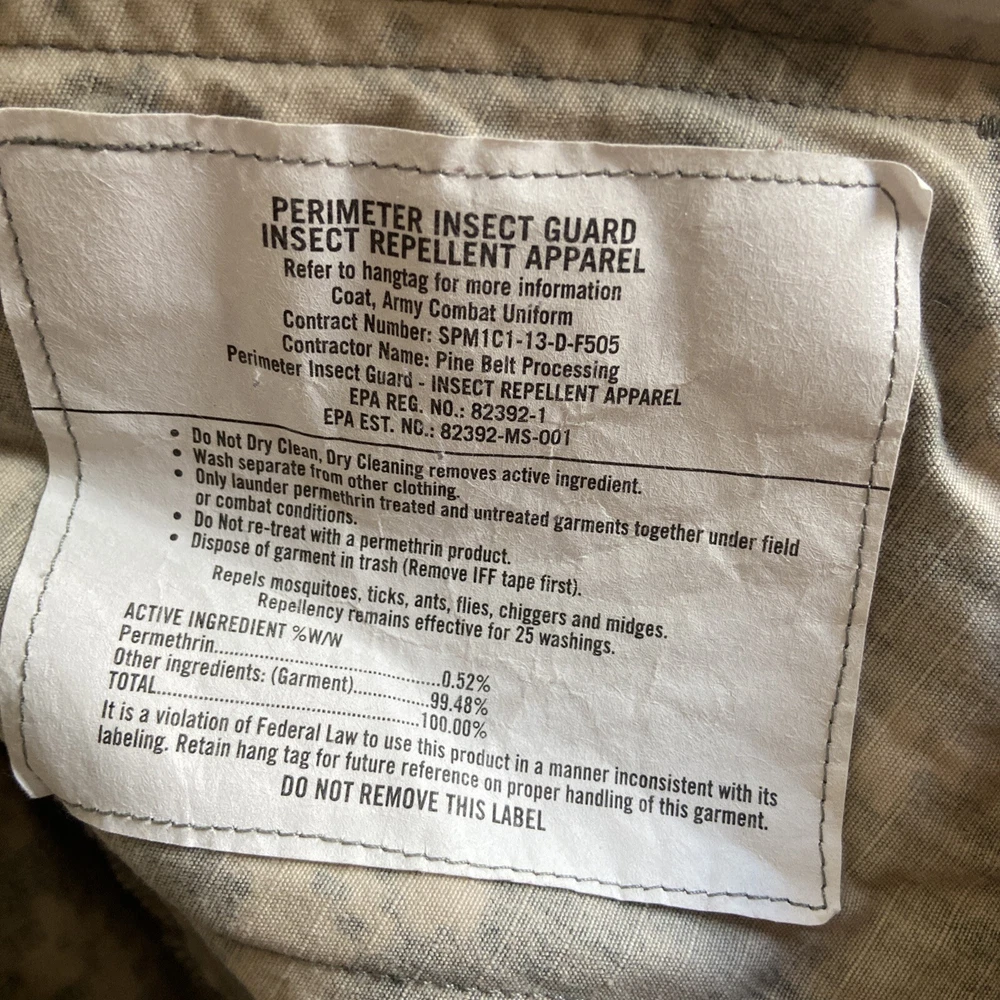 PERIMETER INSECT GUARD
INSECT REPELLENT APPAREL
Refer to hangtag for more information
Coat, Army Combat Uniform
Contract Number: SPM1C1-13-D-F505
Contractor Name: Pine Belt Processing
Perimeter Insect Guard - INSECT REPELLENT APPAREL
EPA REG. NO.: 82392-1
EPA EST. NO.: 82392-MS-001
• Do Not Dry Clean, Dry Cleaning removes active ingredient.
• Wash separate from other clothing.
• Only launder permethrin treated and untreated garments together under field
or combat conditions.
• Do Not re-treat with a permethrin product.
• Dispose of garment in trash (Remove IFF tape first).
Repels mosquitoes, ticks, ants, flies, chiggers and midges.
Repellency remains effective for 25 washings.
ACTIVE INGREDIENT %W/W
Permethrin..........................................0.52%
Other ingredients: (Garment).............99.48%
TOTAL................................................100.00%
It is a violation of Federal Law to use this product in a manner inconsistent with its
labeling. Retain hang tag for future reference on proper handling of this garment.
DO NOT REMOVE THIS LABEL